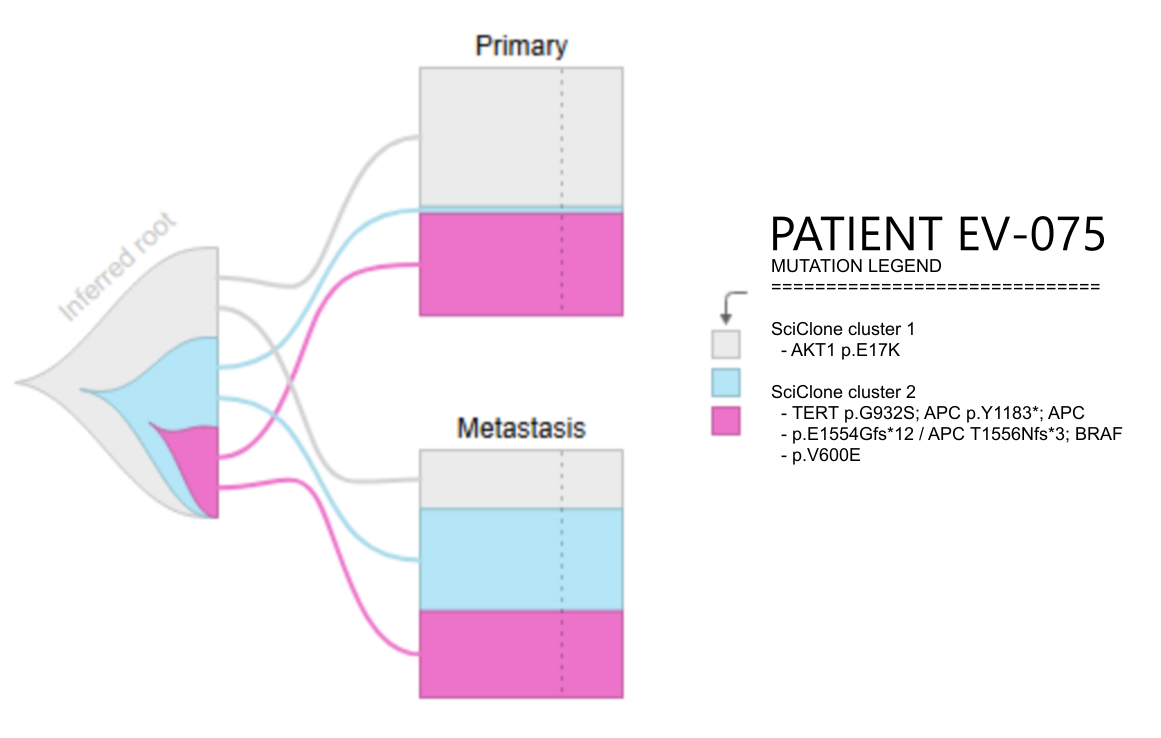 Primary
Inferred root
Metastasis
PATIENT EV-075
MUTATION LEGEND
==============================
SciClone cluster 1
- AKT1 p.E17K
SciClone cluster 2
- TERT p.G932S; APC p.Y1183*; APC
- p.E1554Gfs*12 / APC T1556Nfs*3; BRAF
- p.V600E